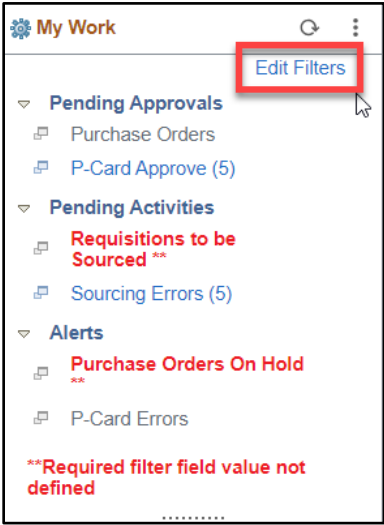 My Work
Edit Filters
Pending Approvals
Purchase Orders
P-Card Approve (5)
Pending Activities
Requisitions to be
Sourced **
Sourcing Errors (5)
Alerts
Purchase Orders On Hold
**
P-Card Errors
**Required filter field value not
defined